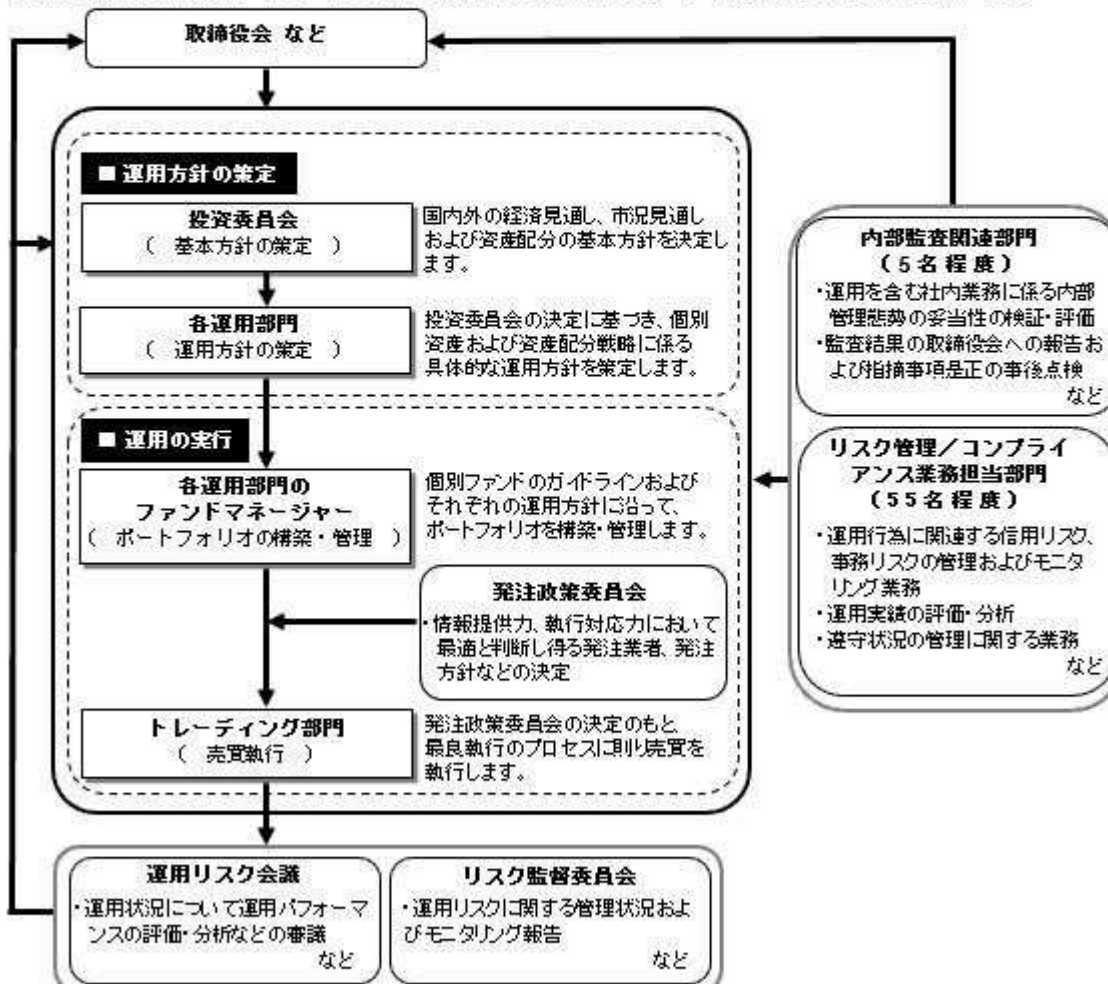 取締役会 など
■ 運用方針の策定
投資委員会
( 基本方針の策定 )
国内外の経済見通し、市況見通し
および資産配分の基本方針を決定し
ます。
各運用部門
( 運用方針の策定 )
投資委員会の決定に基づき、個別
資産および資産配分戦略に係る
具体的な運用方針を策定します。
■ 運用の実行
各運用部門の
ファンドマネージャー
( ポートフォリオの構築・管理 )
個別ファンドのガイドラインおよび
それぞれの運用方針に沿って、
ポートフォリオを構築・管理します。
発注政策委員会
・情報提供力、執行対応力において
最適と判断し得る発注業者、発注
方針などの決定
トレーディング部門
( 売買執行 )
発注政策委員会の決定のもと、
最良執行のプロセスに則り売買を
執行します。
内部監査関連部門
(5名程度)
・運用を含む社内業務に係る内部
管理態勢の妥当性の検証・評価
・監査結果の取締役会への報告お
よび指摘事項是正の事後点検
など
リスク管理/コンプライ
アンス業務担当部門
(55名程度)
・運用行為に関連する信用リスク、
事務リスクの管理およびモニタ
リング業務
・運用実績の評価・分析
・遵守状況の管理に関する業務
など
運用リスク会議
・運用状況について運用パフォーマ
ンスの評価・分析などの審議
など
リスク監督委員会
・運用リスクに関する管理状況およ
びモニタリング報告
など